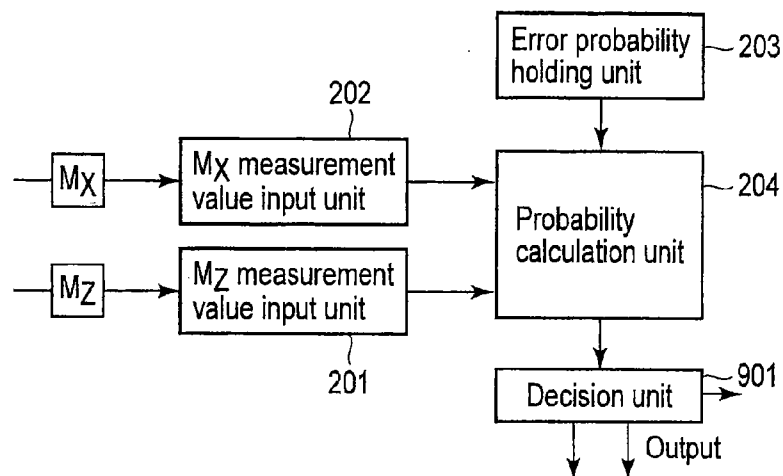 Error probability
holding unit
203
202
MX
MX measurement
value input unit
204
Probability
calculation unit
MZ
MZ measurement
value input unit
201
901
Decision unit
Output